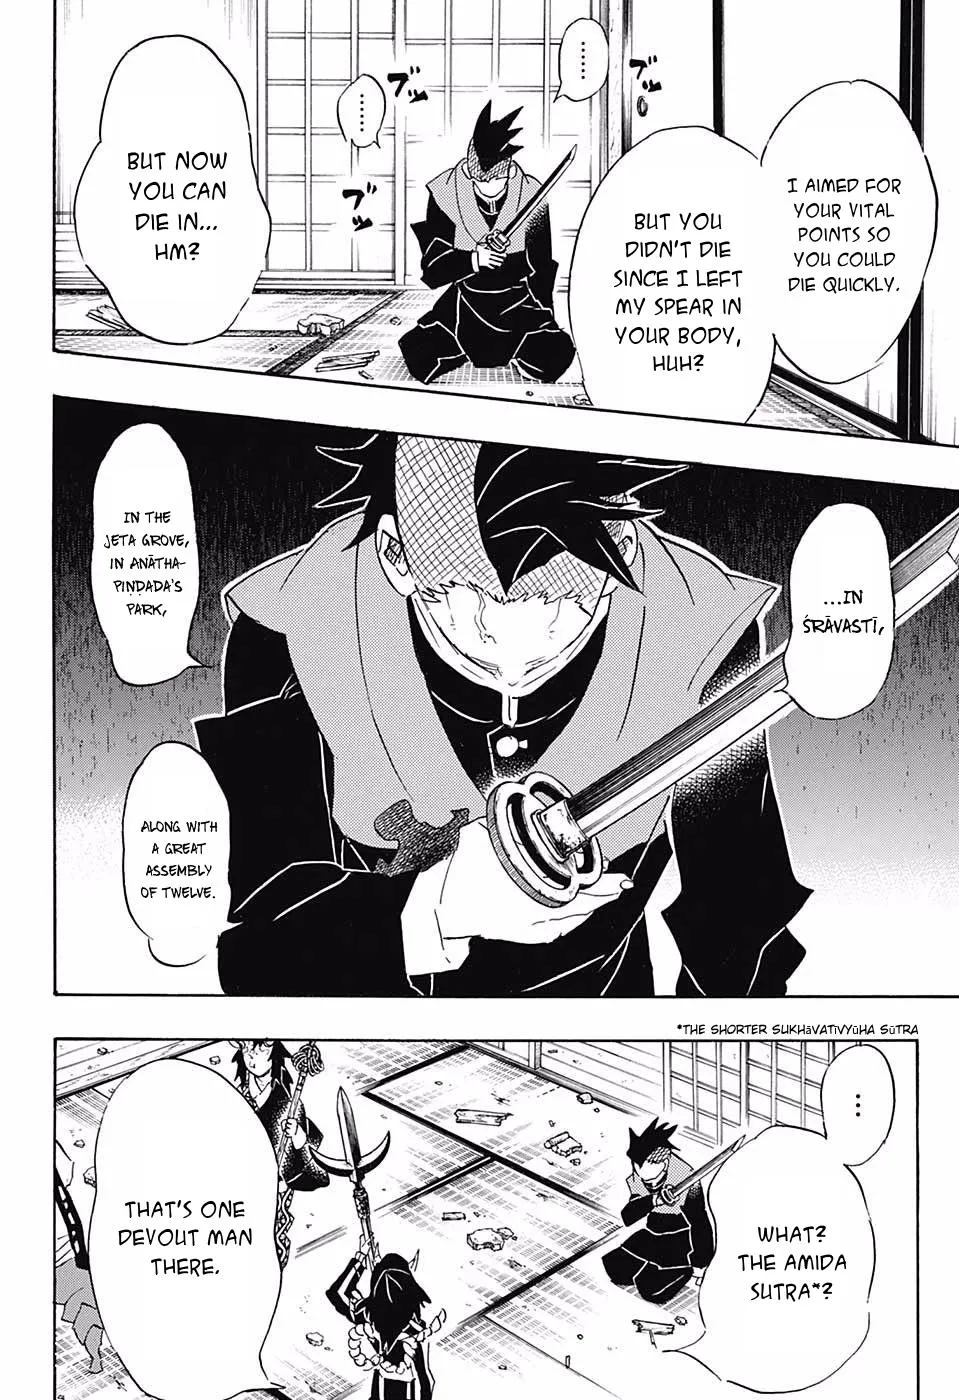 I AIMED FOR
YOUR VITAL
POINTS SO
YOU COULD
DIE QUICKLY.
BUT YOU
DIDN'T DIE
SINCE I LEFT
MY SPEAR IN
YOUR BODY,
HUH?
......
ブツ
ブツ
......
ブツ
BUT NOW
YOU CAN
DIE IN...
HM?
...IN
ŚRĀVASTĪ,
IN THE
JETA GROVE,
IN ANĀTHA-
PIṆḌADA'S
PARK,
ALONG WITH
A GREAT
ASSEMBLY
OF TWELVE.
*THE SHORTER SUKHĀVATĪVYŪHA SŪTRA
...
WHAT?
THE AMIDA
SUTRA*?
THAT'S ONE
DEVOUT MAN
THERE.